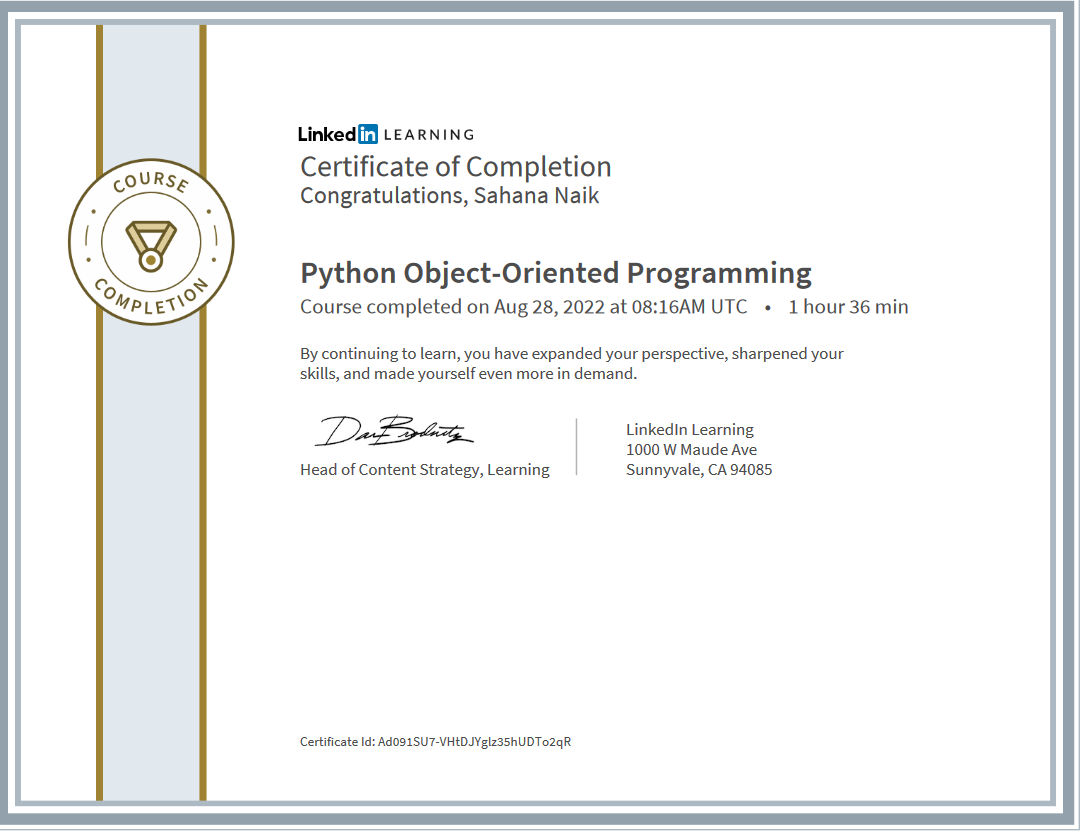 COURSE
COMPLETION
Linked in LEARNING
Certificate of Completion
Congratulations, Sahana Naik
Python Object-Oriented Programming
Course completed on Aug 28, 2022 at 08:16AM UTC • 1 hour 36 min
By continuing to learn, you have expanded your perspective, sharpened your
skills, and made yourself even more in demand.
Head of Content Strategy, Learning
LinkedIn Learning
1000 W Maude Ave
Sunnyvale, CA 94085
Certificate Id: Ad091SU7-VHtDJYglz35hUDTo2qR